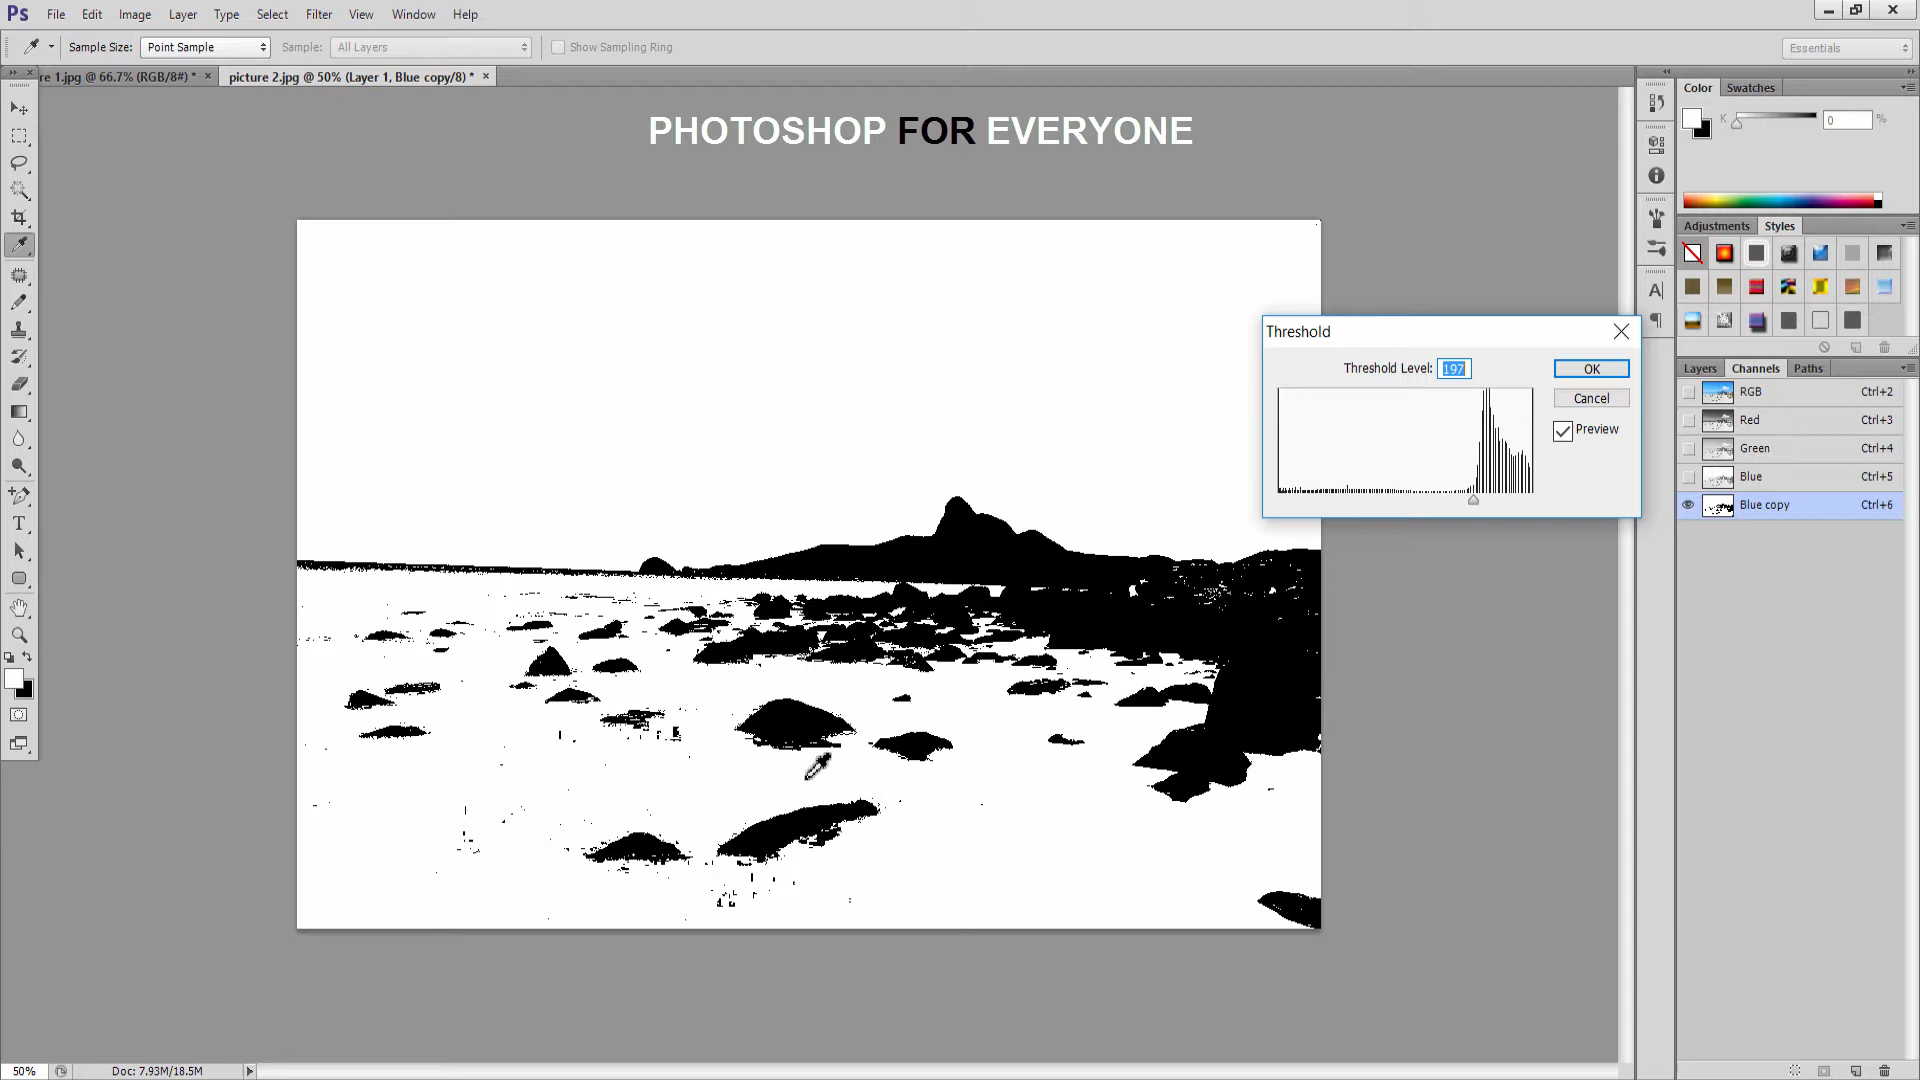 Ps File Edit Image Layer Type Select Filter View Window Help
Sample Size: Point Sample Sample: All Layers Show Sampling Ring Essentials
re 1.jpg @ 66.7% (RGB/8#) * × picture 2.jpg @ 50% (Layer 1, Blue copy/8) * ×
PHOTOSHOP FOR EVERYONE
Color Swatches
K 0 %
Adjustments Styles
Threshold
Threshold Level: 197
OK
Cancel
Preview
Layers Channels Paths
RGB Ctrl+2
Red Ctrl+3
Green Ctrl+4
Blue Ctrl+5
Blue copy Ctrl+6
50% Doc: 7.93M/18.5M